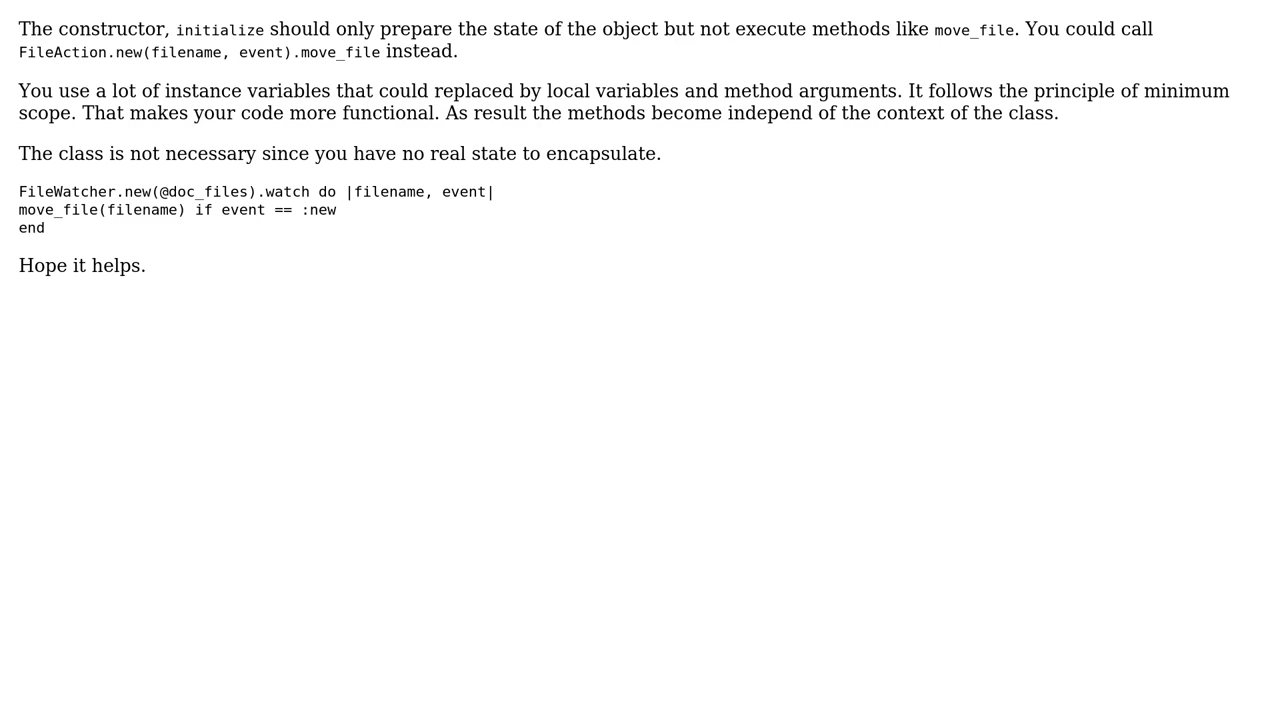 The constructor, initialize should only prepare the state of the object but not execute methods like move_file. You could call
FileAction.new(filename, event).move_file instead.
You use a lot of instance variables that could replaced by local variables and method arguments. It follows the principle of minimum
scope. That makes your code more functional. As result the methods become independ of the context of the class.
The class is not necessary since you have no real state to encapsulate.
FileWatcher.new(@doc_files).watch do |filename, event|
move_file(filename) if event == :new
end
Hope it helps.